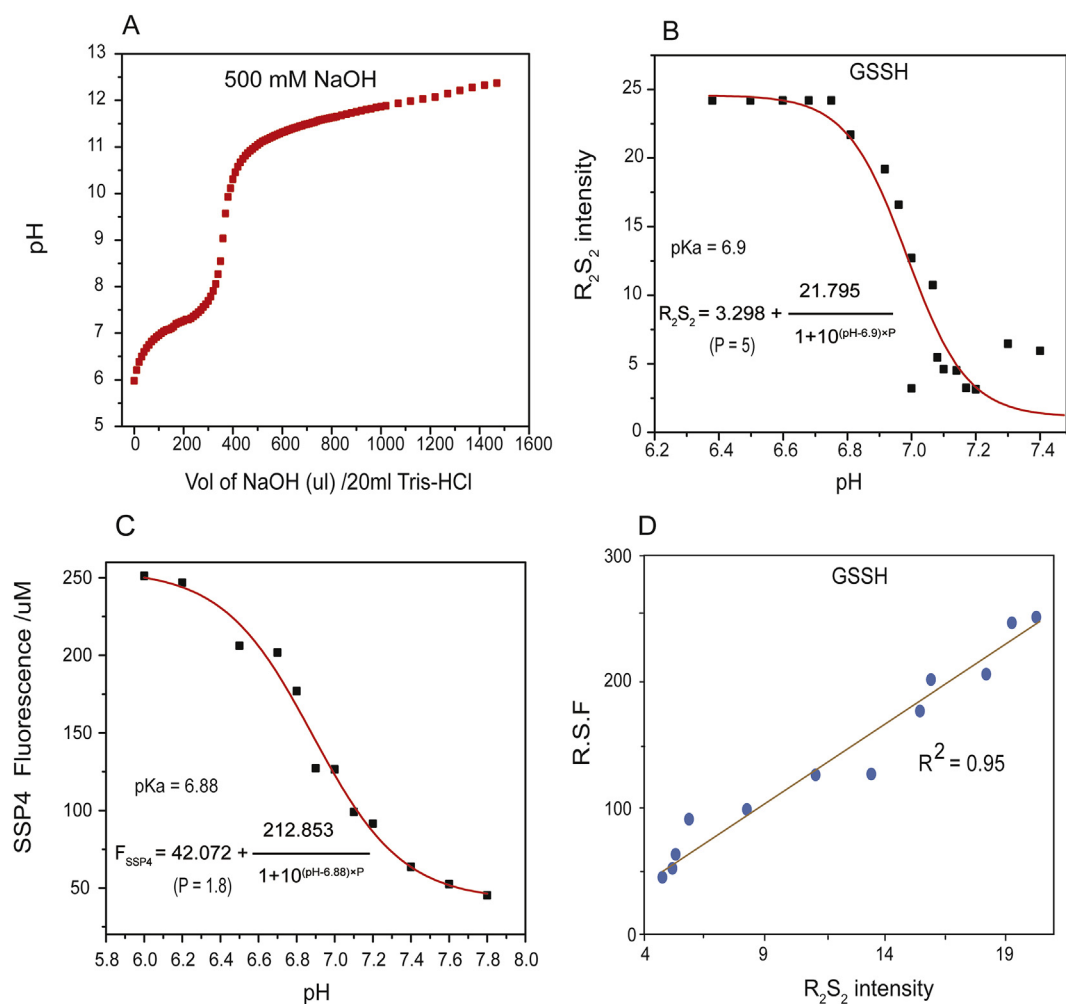 A
500 mM NaOH
13
12
11
10
9
8
7
6
5
pH
0 200 400 600 800 1000 1200 1400 1600
Vol of NaOH (ul) /20ml Tris-HCl
B
GSSH
25
20
15
10
5
0
R2S2 intensity
pKa = 6.9
R2S2 = 3.298 + 21.795
1+10(pH-6.9)×P
(P = 5)
6.2 6.4 6.6 6.8 7.0 7.2 7.4
pH
C
250
200
150
100
50
SSP4 Fluorescence /uM
pKa = 6.88
FSSP4 = 42.072 + 212.853
1+10(pH-6.88)×P
(P = 1.8)
6.0 6.2 6.4 6.6 6.8 7.0 7.2 7.4 7.6 7.8 8.0
pH
D
GSSH
300
200
100
0
R.S.F
R2 = 0.95
4 9 14 19
R2S2 intensity